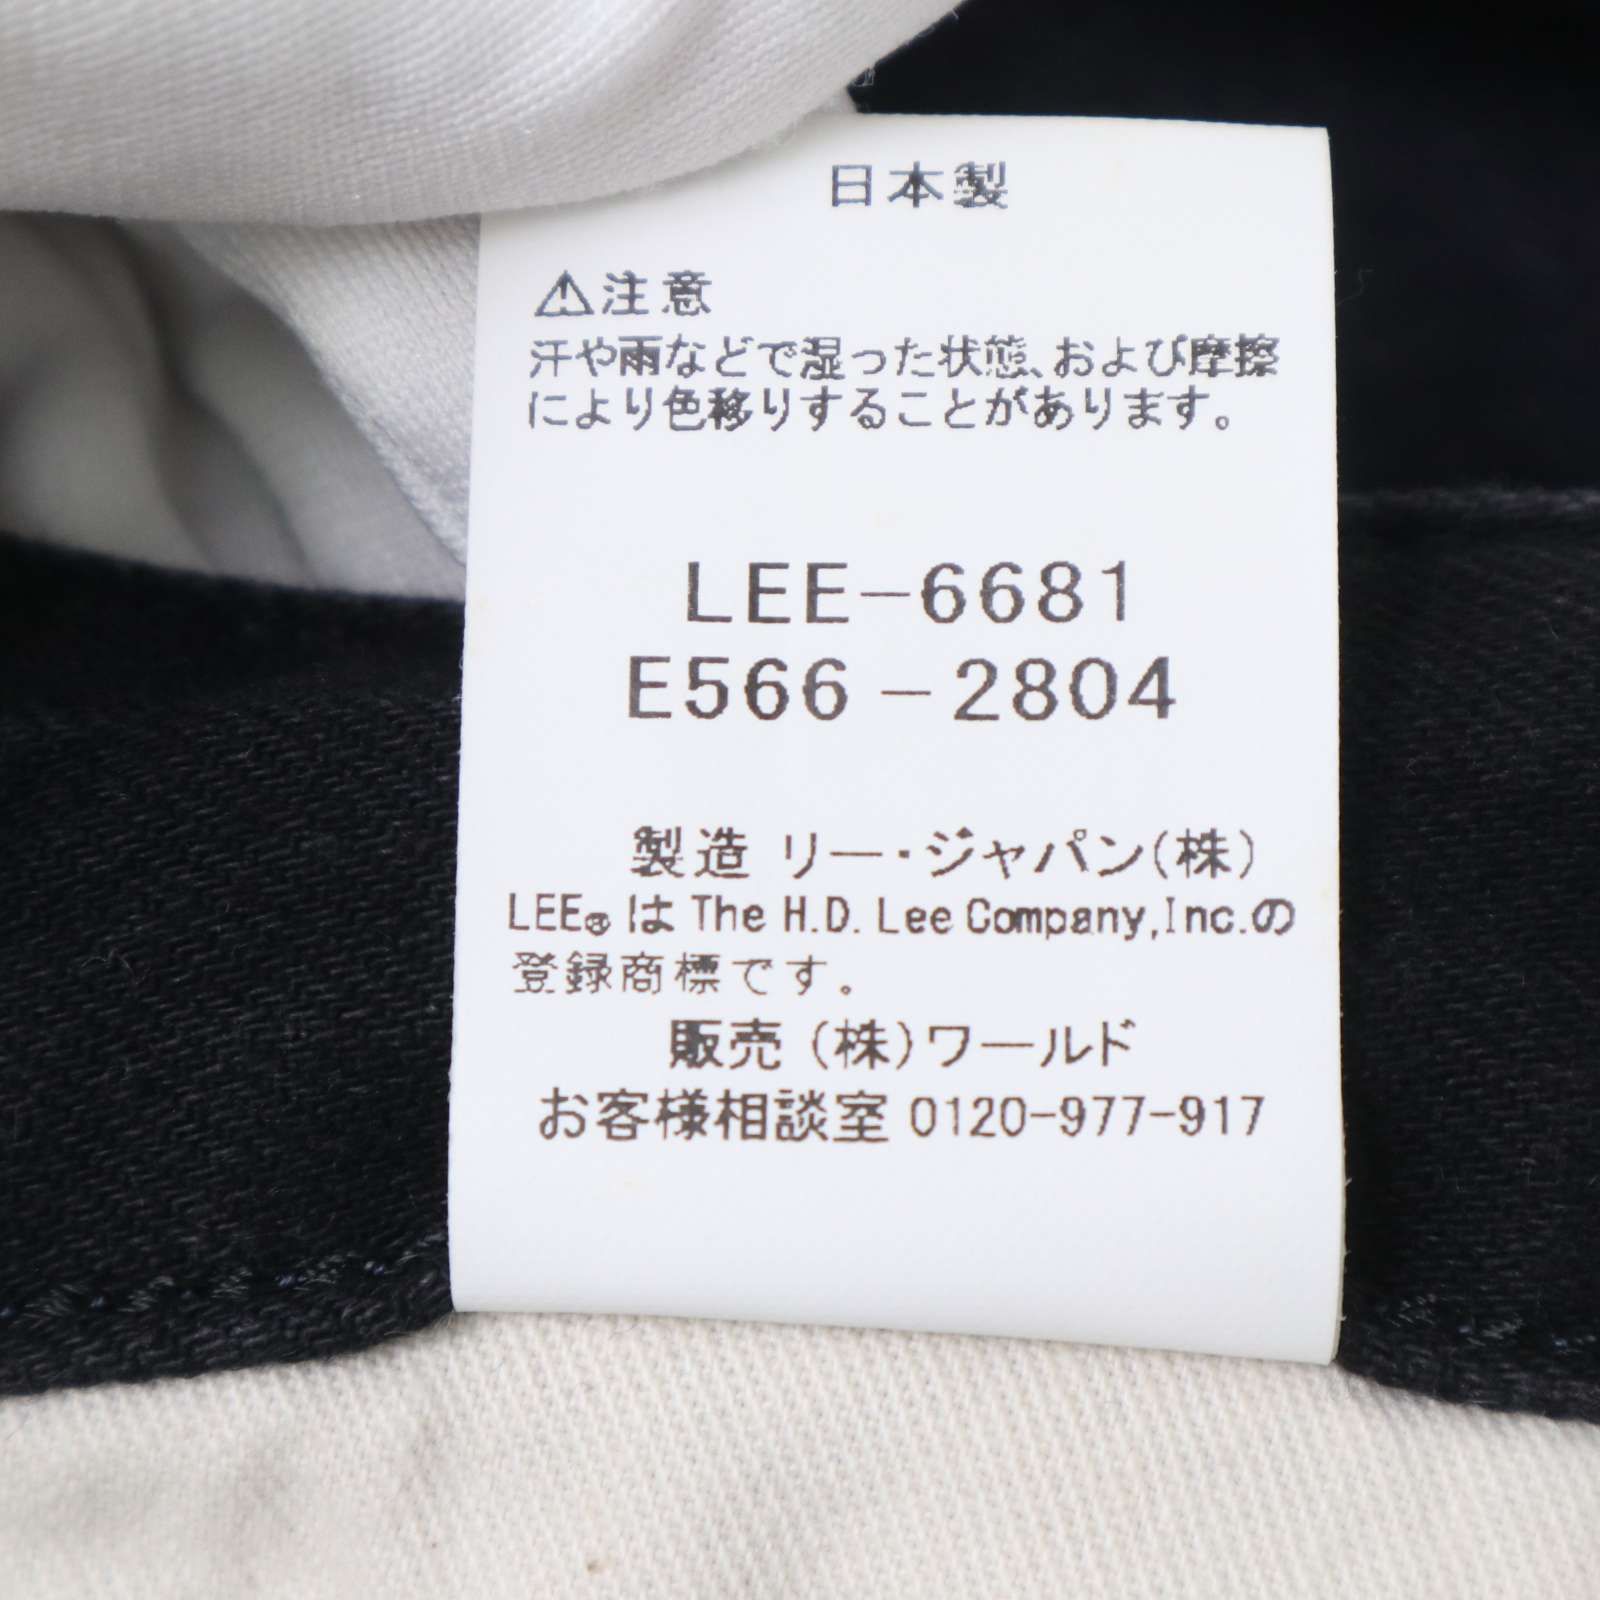 日本製
⚠注意
汗や雨などで湿った状態、および摩擦
により色移りすることがあります。
LEE-6681
E566-2804
製造 リー・ジャパン(株)
LEE®は The H.D. Lee Company,Inc.の
登録商標です。
販売 (株)ワールド
お客様相談室 0120-977-917